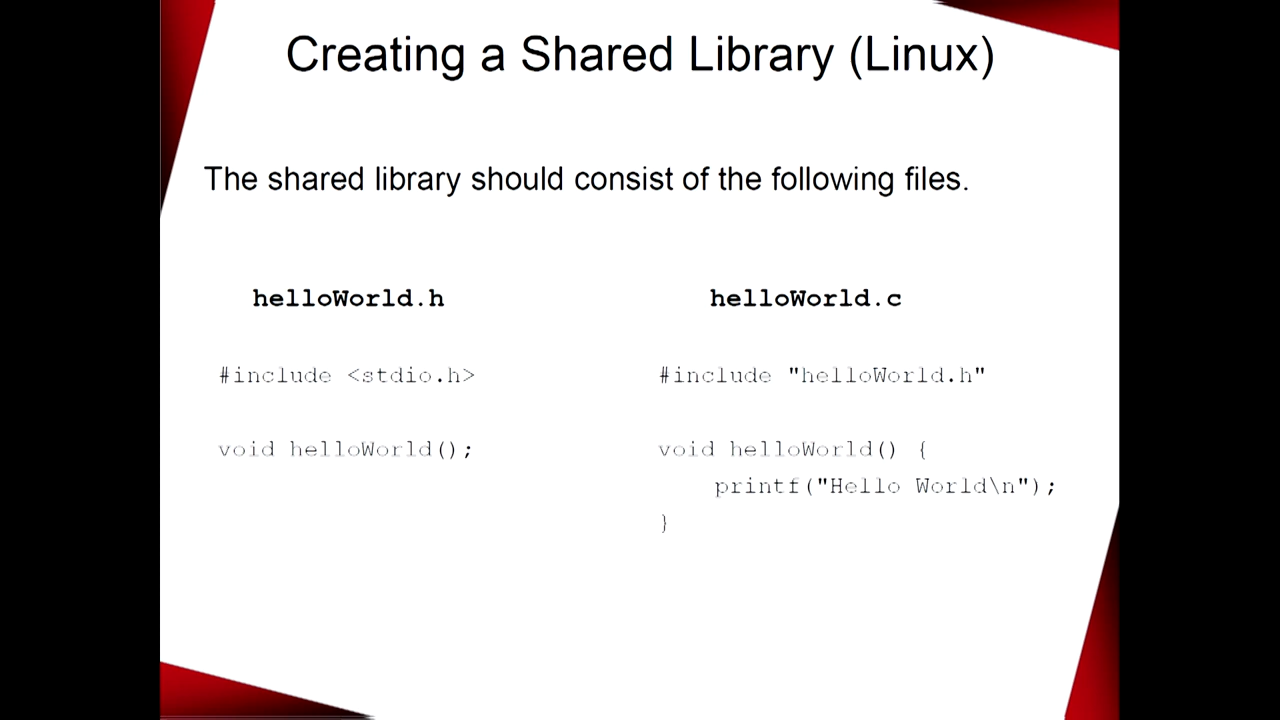 Creating a Shared Library (Linux)
The shared library should consist of the following files.
helloWorld.h
#include <stdio.h>
void helloWorld();
helloWorld.c
#include "helloWorld.h"
void helloWorld() {
printf("Hello World\n");
}